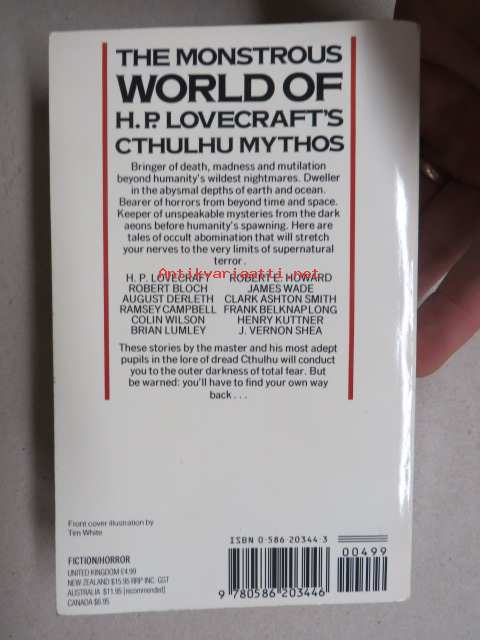 THE MONSTROUS
WORLD OF
H.P. LOVECRAFT'S
CTHULHU MYTHOS
Bringer of death, madness and mutilation
beyond humanity's wildest nightmares. Dweller
in the abysmal depths of earth and ocean.
Bearer of horrors from beyond time and space.
Keeper of unspeakable mysteries from the dark
aeons before humanity's spawning. Here are
tales of occult abomination that will stretch
your nerves to the very limits of supernatural
terror.
H. P. LOVECRAFT ROBERT E. HOWARD
Antikvariaatti.net
ROBERT BLOCH JAMES WADE
AUGUST DERLETH CLARK ASHTON SMITH
RAMSEY CAMPBELL FRANK BELKNAP LONG
COLIN WILSON HENRY KUTTNER
BRIAN LUMLEY J. VERNON SHEA
These stories by the master and his most adept
pupils in the lore of dread Cthulhu will conduct
you to the outer darkness of total fear. But
be warned: you'll have to find your own way
back . . .
Front cover illustration by
Tim White
ISBN 0-586-20344-3
00499
FICTION/HORROR
UNITED KINGDOM £4.99
NEW ZEALAND $15.95 RRP INC. GST
AUSTRALIA $11.95 (recommended)
CANADA $6.95
9 780586 203446